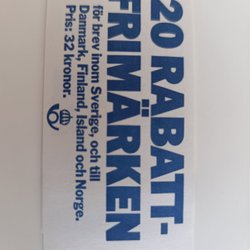 20 RABATT-
FRIMÄRKEN
för brev inom Sverige, och till
Danmark, Finland, Island och Norge.
Pris: 32 kronor.